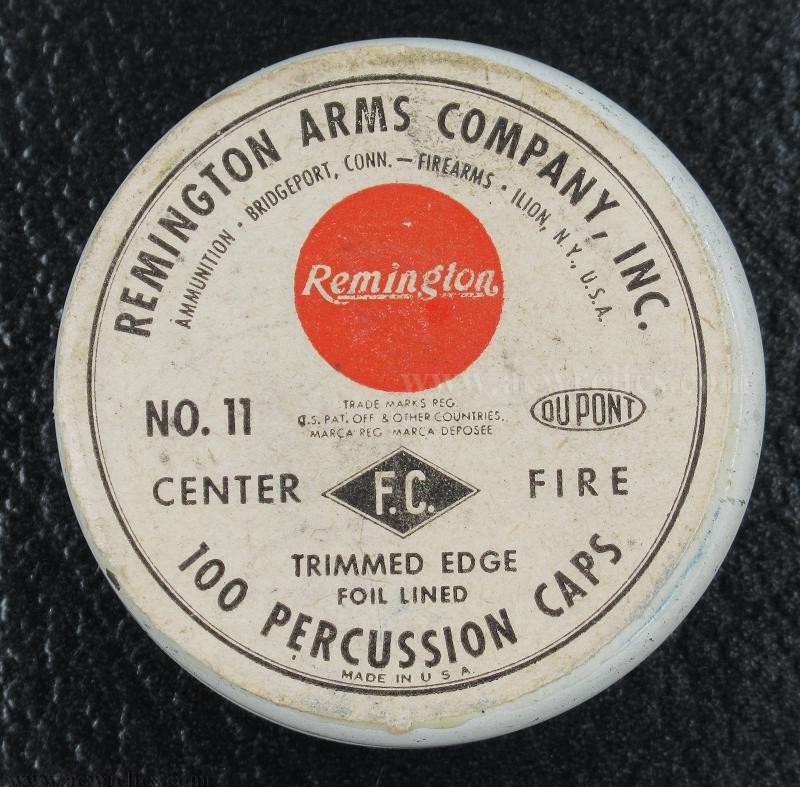 REMINGTON ARMS COMPANY, INC.
AMMUNITION · BRIDGEPORT, CONN. — FIREARMS · ILION, N.Y., U.S.A.
Remington
TRADE MARKS REG.
U.S. PAT. OFF. & OTHER COUNTRIES.
MARCA REG. MARCA DEPOSEE
NO. 11
DU PONT
CENTER F.C. FIRE
TRIMMED EDGE
FOIL LINED
100 PERCUSSION CAPS
MADE IN U S A.